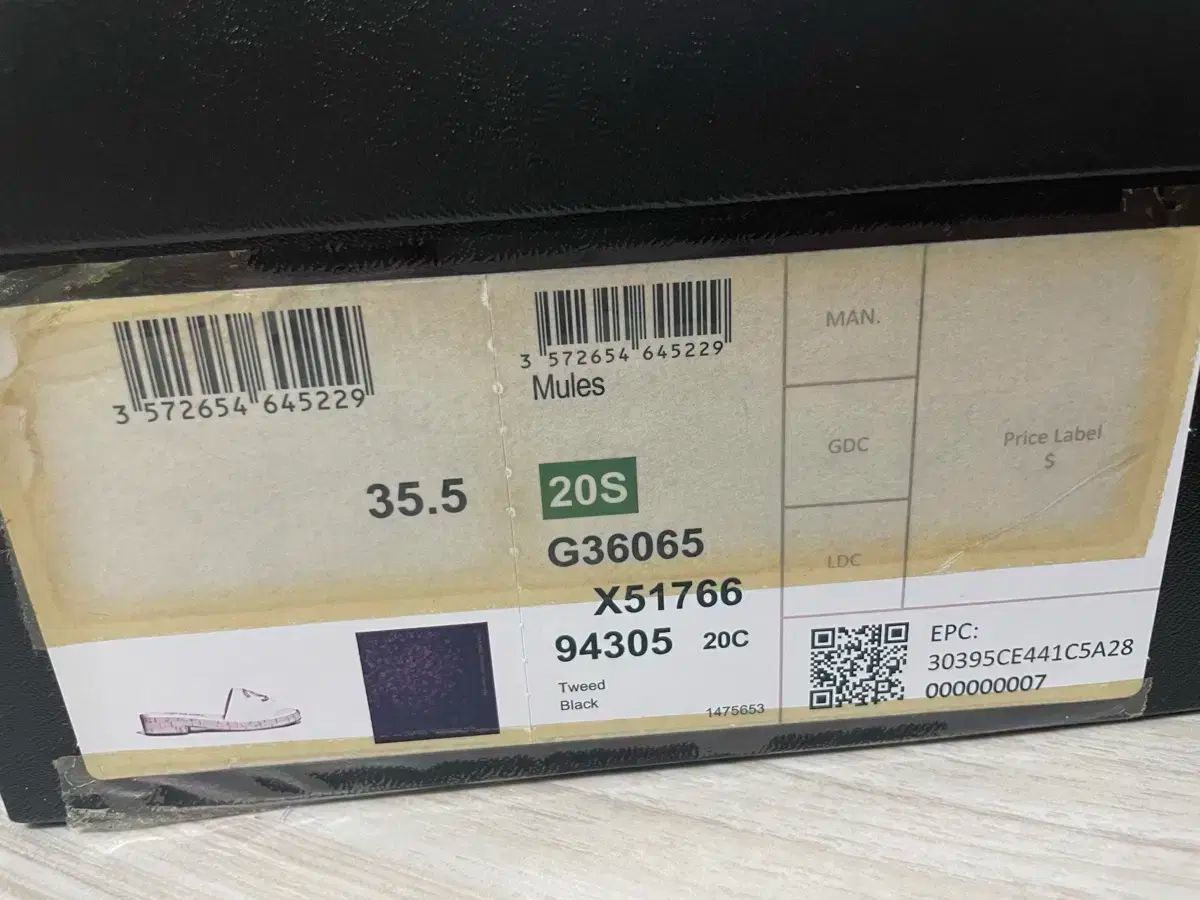 3 572654 645229
35.5
3 572654 645229
Mules
20S
G36065
X51766
94305 20C
Tweed
Black
1475653
MAN.
GDC
LDC
Price Label
$
EPC:
30395CE441C5A28
000000007